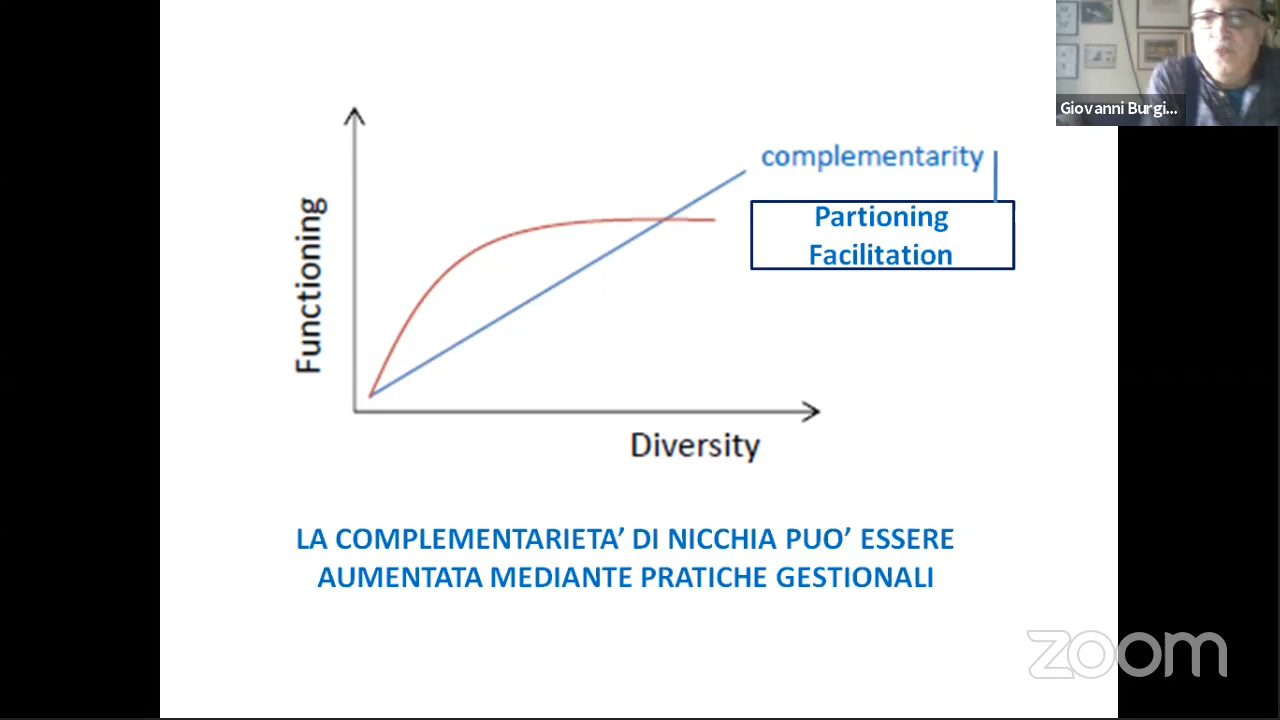 Giovanni Burgi...
complementarity
Partioning
Facilitation
Functioning
Diversity
LA COMPLEMENTARIETA’ DI NICCHIA PUO’ ESSERE
AUMENTATA MEDIANTE PRATICHE GESTIONALI
zoom